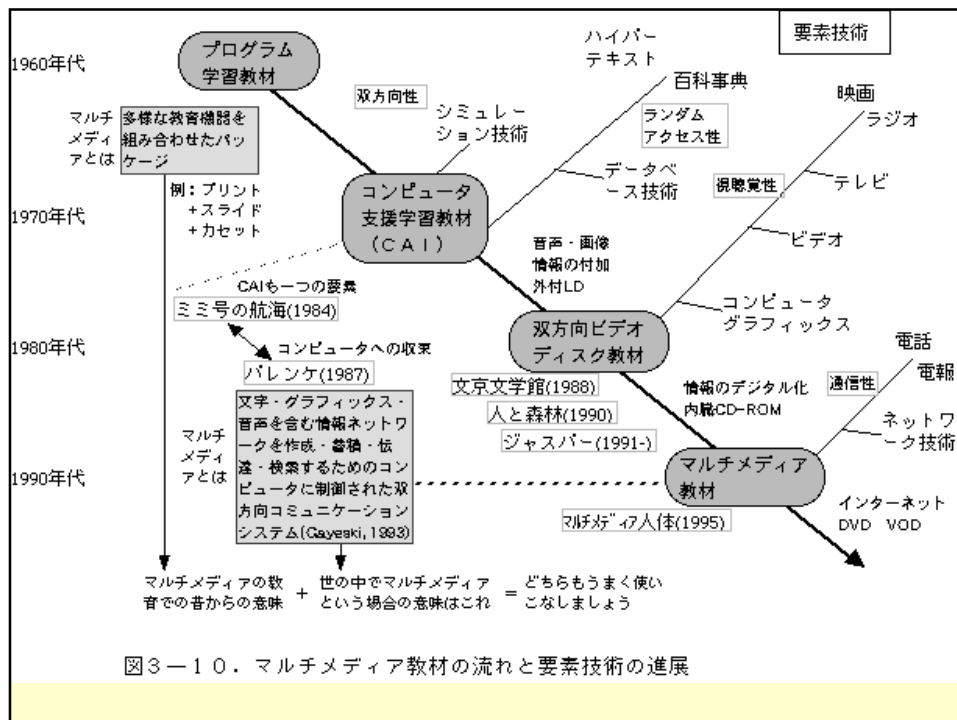 要素技術
1960年代
プログラム
学習教材
ハイパー
テキスト
百科事典
映画
ラジオ
双方向性
シミュレー
ション技術
ランダム
アクセス性
マルチ
メディ
アとは
多様な教育機器を
組み合わせたパッ
ケージ
データベ
ース技術
視聴覚性
テレビ
例：プリント
+スライド
+カセット
1970年代
コンピュータ
支援学習教材
（CAI）
ビデオ
音声・画像
情報の付加
外付LD
CAIも一つの要素
ミミ号の航海(1984)
コンピュータ
グラフィックス
1980年代
双方向ビデオ
ディスク教材
コンピュータへの収束
パレンケ(1987)
電話
電報
通信性
文京文学館(1988)
人と森林(1990)
ジャスパー(1991-)
情報のデジタル化
内臓CD-ROM
ネットワ
ーク技術
マルチ
メディ
アとは
文字・グラフィックス・
音声を含む情報ネットワ
ークを作成・蓄積・伝
達・検索するためのコン
ピュータに制御された双
方向コミュニケーション
システム(Gayeski, 1993)
1990年代
マルチメディア
教材
マルチメディア人体(1995)
インターネット
DVD VOD
マルチメディアの教
育での昔からの意味
+
世の中でマルチメディア
という場合の意味はこれ
=
どちらもうまく使い
こなしましょう
図3－10．マルチメディア教材の流れと要素技術の進展